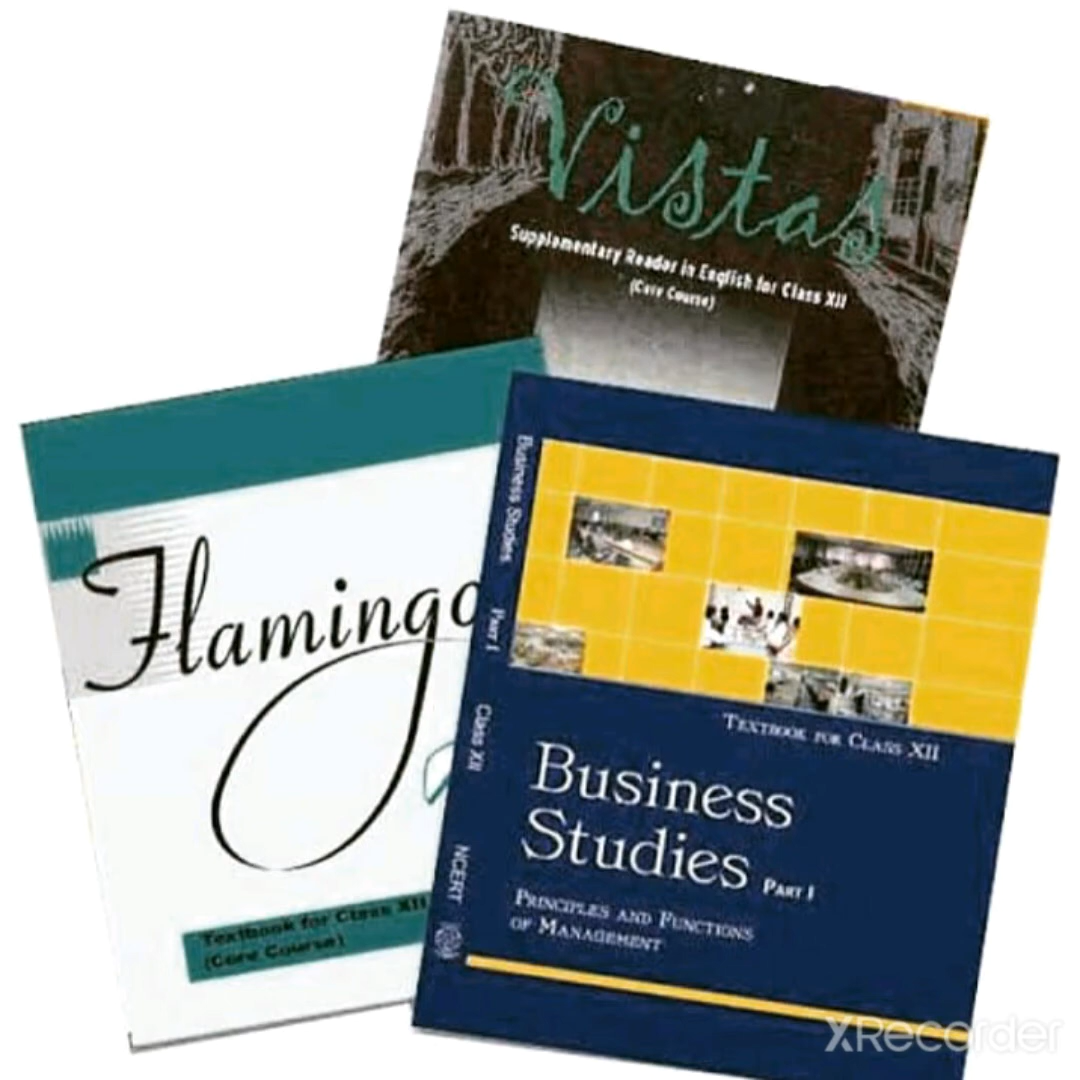 Vistas
Supplementary Reader in English for Class XII
(Core Course)
Flamingo
Textbook for Class XII
(Core Course)
Business Studies
Part I
Class XII
NCERT
Textbook for Class XII
Business
Studies Part I
Principles and Functions
of Management
XRecorder